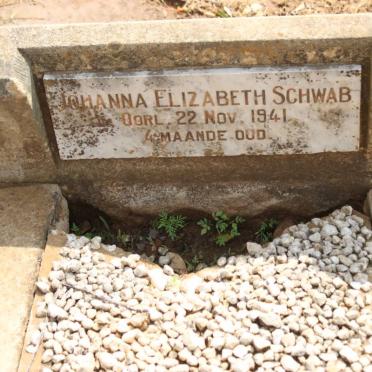 JOHANNA ELIZABETH SCHWAB
OORL. 22 NOV. 1941
4 MAANDE OUD.